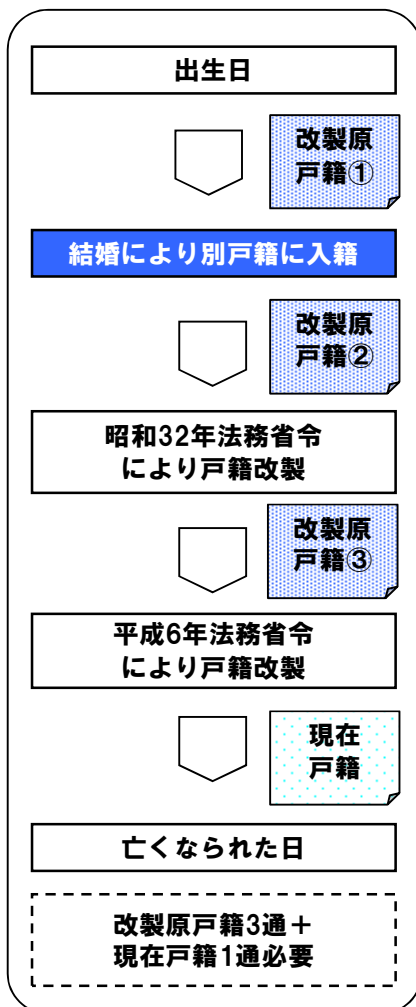 出生日
改製原
戸籍①
結婚により別戸籍に入籍
改製原
戸籍②
昭和32年法務省令
により戸籍改製
改製原
戸籍③
平成6年法務省令
により戸籍改製
現在
戸籍
亡くなられた日
改製原戸籍3通＋
現在戸籍1通必要